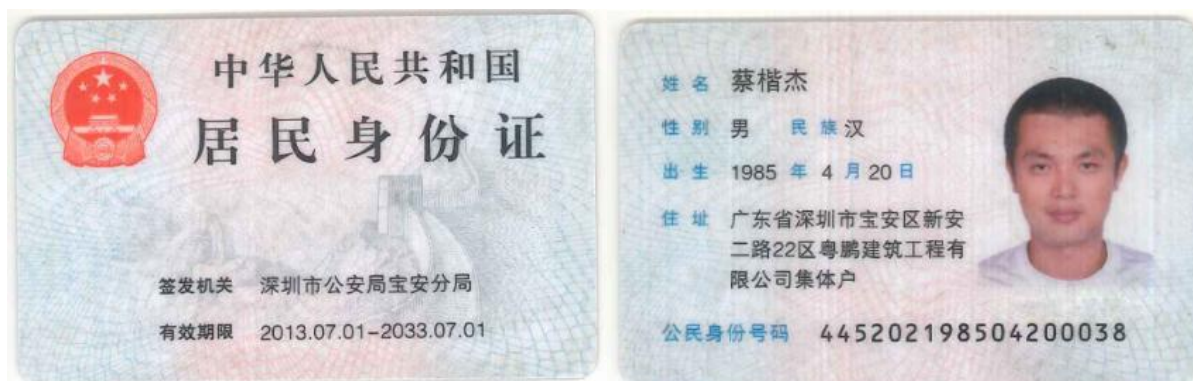 中华人民共和国
居民身份证
签发机关 深圳市公安局宝安分局
有效期限 2013.07.01-2033.07.01
姓名 蔡楷杰
性别 男 民族 汉
出生 1985 年 4 月 20 日
住址 广东省深圳市宝安区新安
二路22区粤鹏建筑工程有
限公司集体户
公民身份号码 445202198504200038